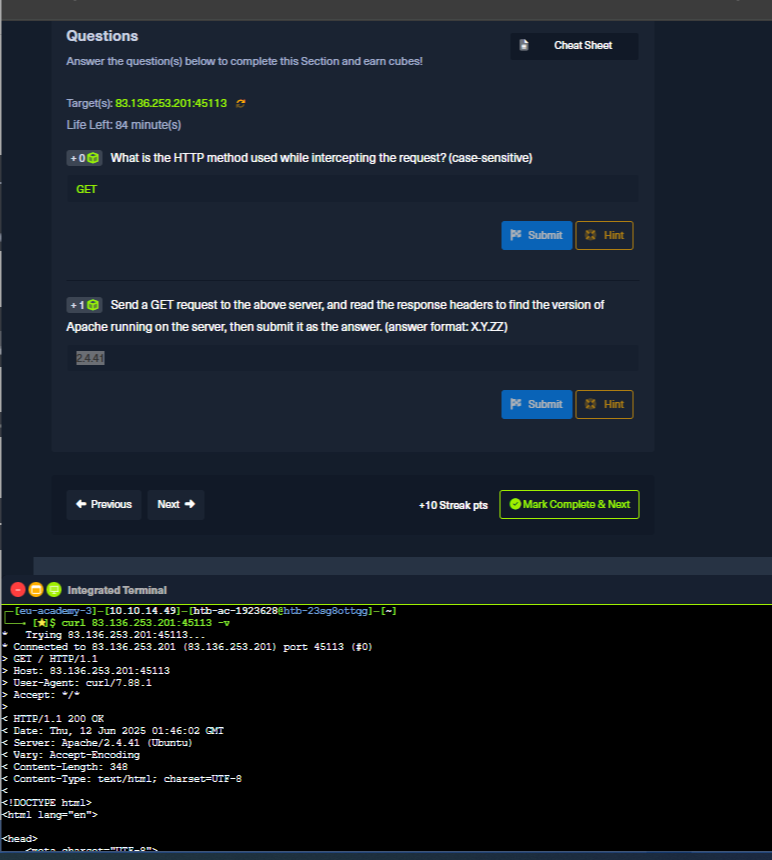 Questions
Cheat Sheet
Answer the question(s) below to complete this Section and earn cubes!
Target(s): 83.136.253.201:45113
Life Left: 84 minute(s)
+ 0 What is the HTTP method used while intercepting the request? (case-sensitive)
GET
Submit Hint
+ 1 Send a GET request to the above server, and read the response headers to find the version of
Apache running on the server, then submit it as the answer. (answer format: X.Y.ZZ)
2.4.41
Submit Hint
Previous Next +10 Streak pts Mark Complete & Next
Integrated Terminal
[eu-academy-3]-[10.10.14.49]-[htb-ac-1923628@htb-23sg8ottqg]-[~]
[★]$ curl 83.136.253.201:45113 -v
* Trying 83.136.253.201:45113...
* Connected to 83.136.253.201 (83.136.253.201) port 45113 (#0)
> GET / HTTP/1.1
> Host: 83.136.253.201:45113
> User-Agent: curl/7.88.1
> Accept: */*
>
< HTTP/1.1 200 OK
< Date: Thu, 12 Jun 2025 01:46:02 GMT
< Server: Apache/2.4.41 (Ubuntu)
< Vary: Accept-Encoding
< Content-Length: 348
< Content-Type: text/html; charset=UTF-8
<
<!DOCTYPE html>
<html lang="en">
<head>
<meta charset="UTF-8">